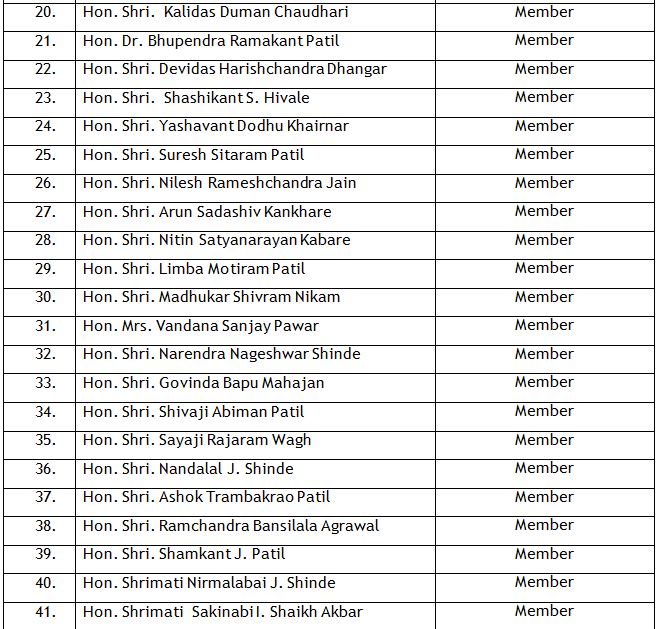 20. Hon. Shri. Kalidas Duman Chaudhari Member
21. Hon. Dr. Bhupendra Ramakant Patil Member
22. Hon. Shri. Devidas Harishchandra Dhangar Member
23. Hon. Shri. Shashikant S. Hivale Member
24. Hon. Shri. Yashavant Dodhu Khairnar Member
25. Hon. Shri. Suresh Sitaram Patil Member
26. Hon. Shri. Nilesh Rameshchandra Jain Member
27. Hon. Shri. Arun Sadashiv Kankhare Member
28. Hon. Shri. Nitin Satyanarayan Kabare Member
29. Hon. Shri. Limba Motiram Patil Member
30. Hon. Shri. Madhukar Shivram Nikam Member
31. Hon. Mrs. Vandana Sanjay Pawar Member
32. Hon. Shri. Narendra Nageshwar Shinde Member
33. Hon. Shri. Govinda Bapu Mahajan Member
34. Hon. Shri. Shivaji Abiman Patil Member
35. Hon. Shri. Sayaji Rajaram Wagh Member
36. Hon. Shri. Nandalal J. Shinde Member
37. Hon. Shri. Ashok Trambakrao Patil Member
38. Hon. Shri. Ramchandra Bansilala Agrawal Member
39. Hon. Shri. Shamkant J. Patil Member
40. Hon. Shrimati Nirmalabai J. Shinde Member
41. Hon. Shrimati Sakinabi I. Shaikh Akbar Member